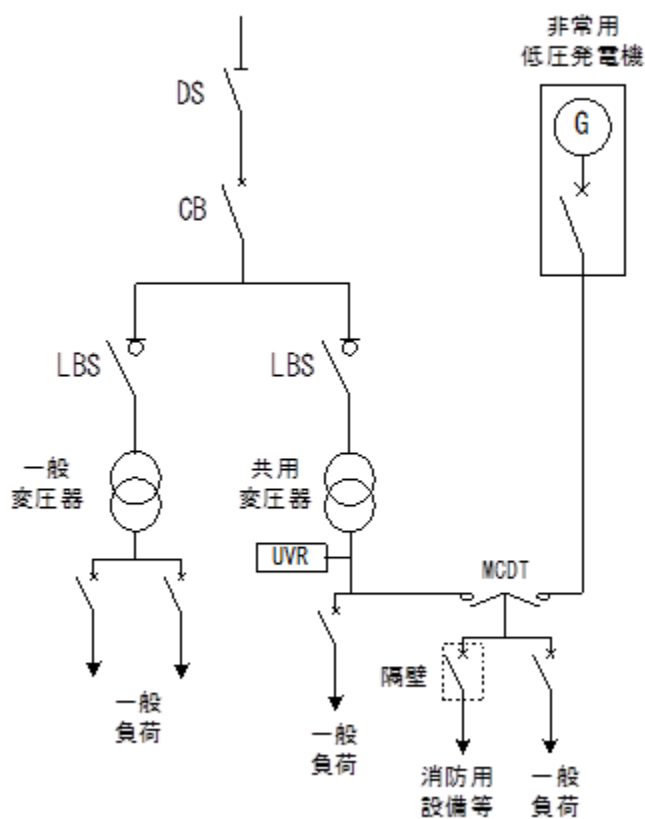 非常用
低圧発電機
G
DS
CB
LBS
LBS
一般
変圧器
共用
変圧器
UVR
MCDT
隔壁
一般
負荷
一般
負荷
消防用
設備等
一般
負荷